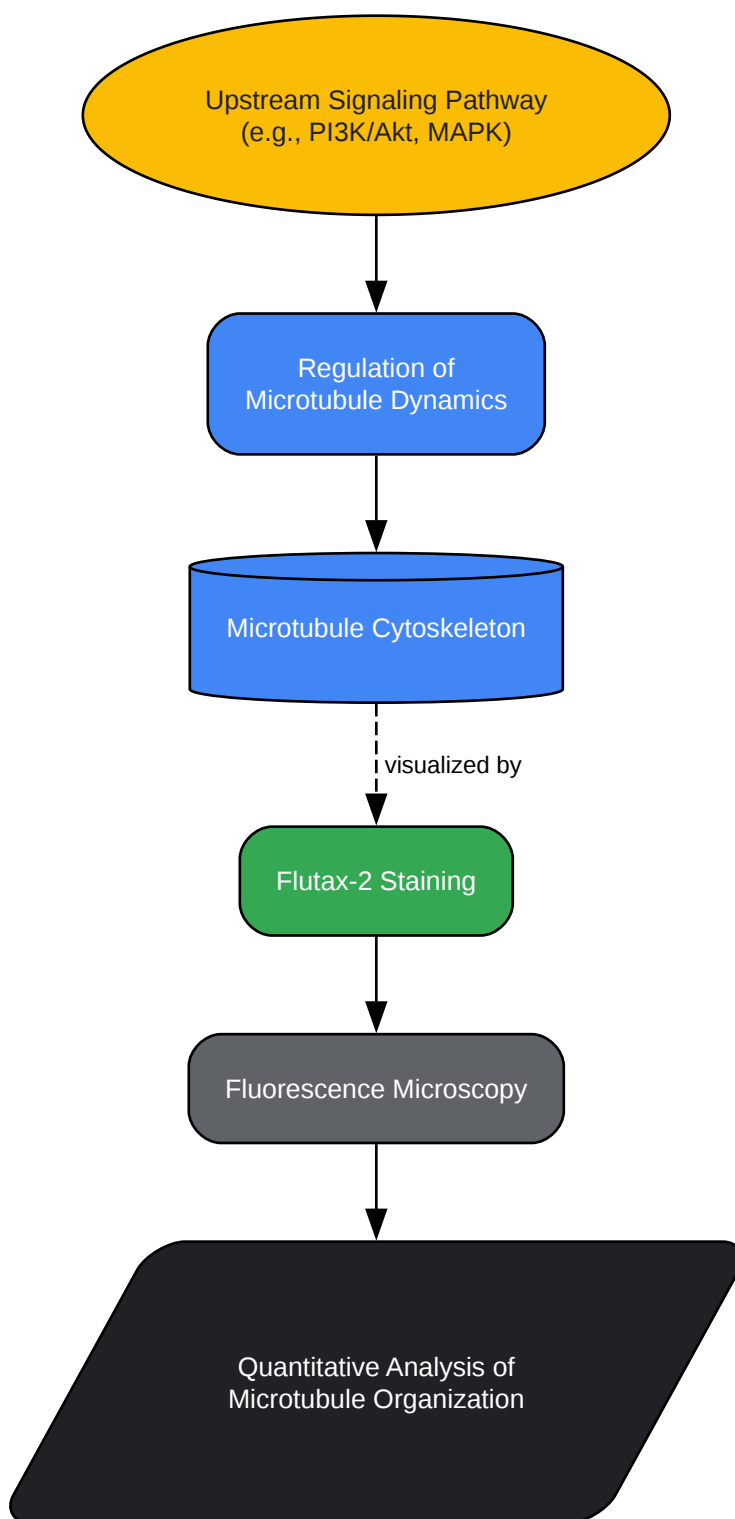 Upstream Signaling Pathway
(e.g., PI3K/Akt, MAPK)
Regulation of
Microtubule Dynamics
Microtubule Cytoskeleton
visualized by
Flutax-2 Staining
Fluorescence Microscopy
Quantitative Analysis of
Microtubule Organization